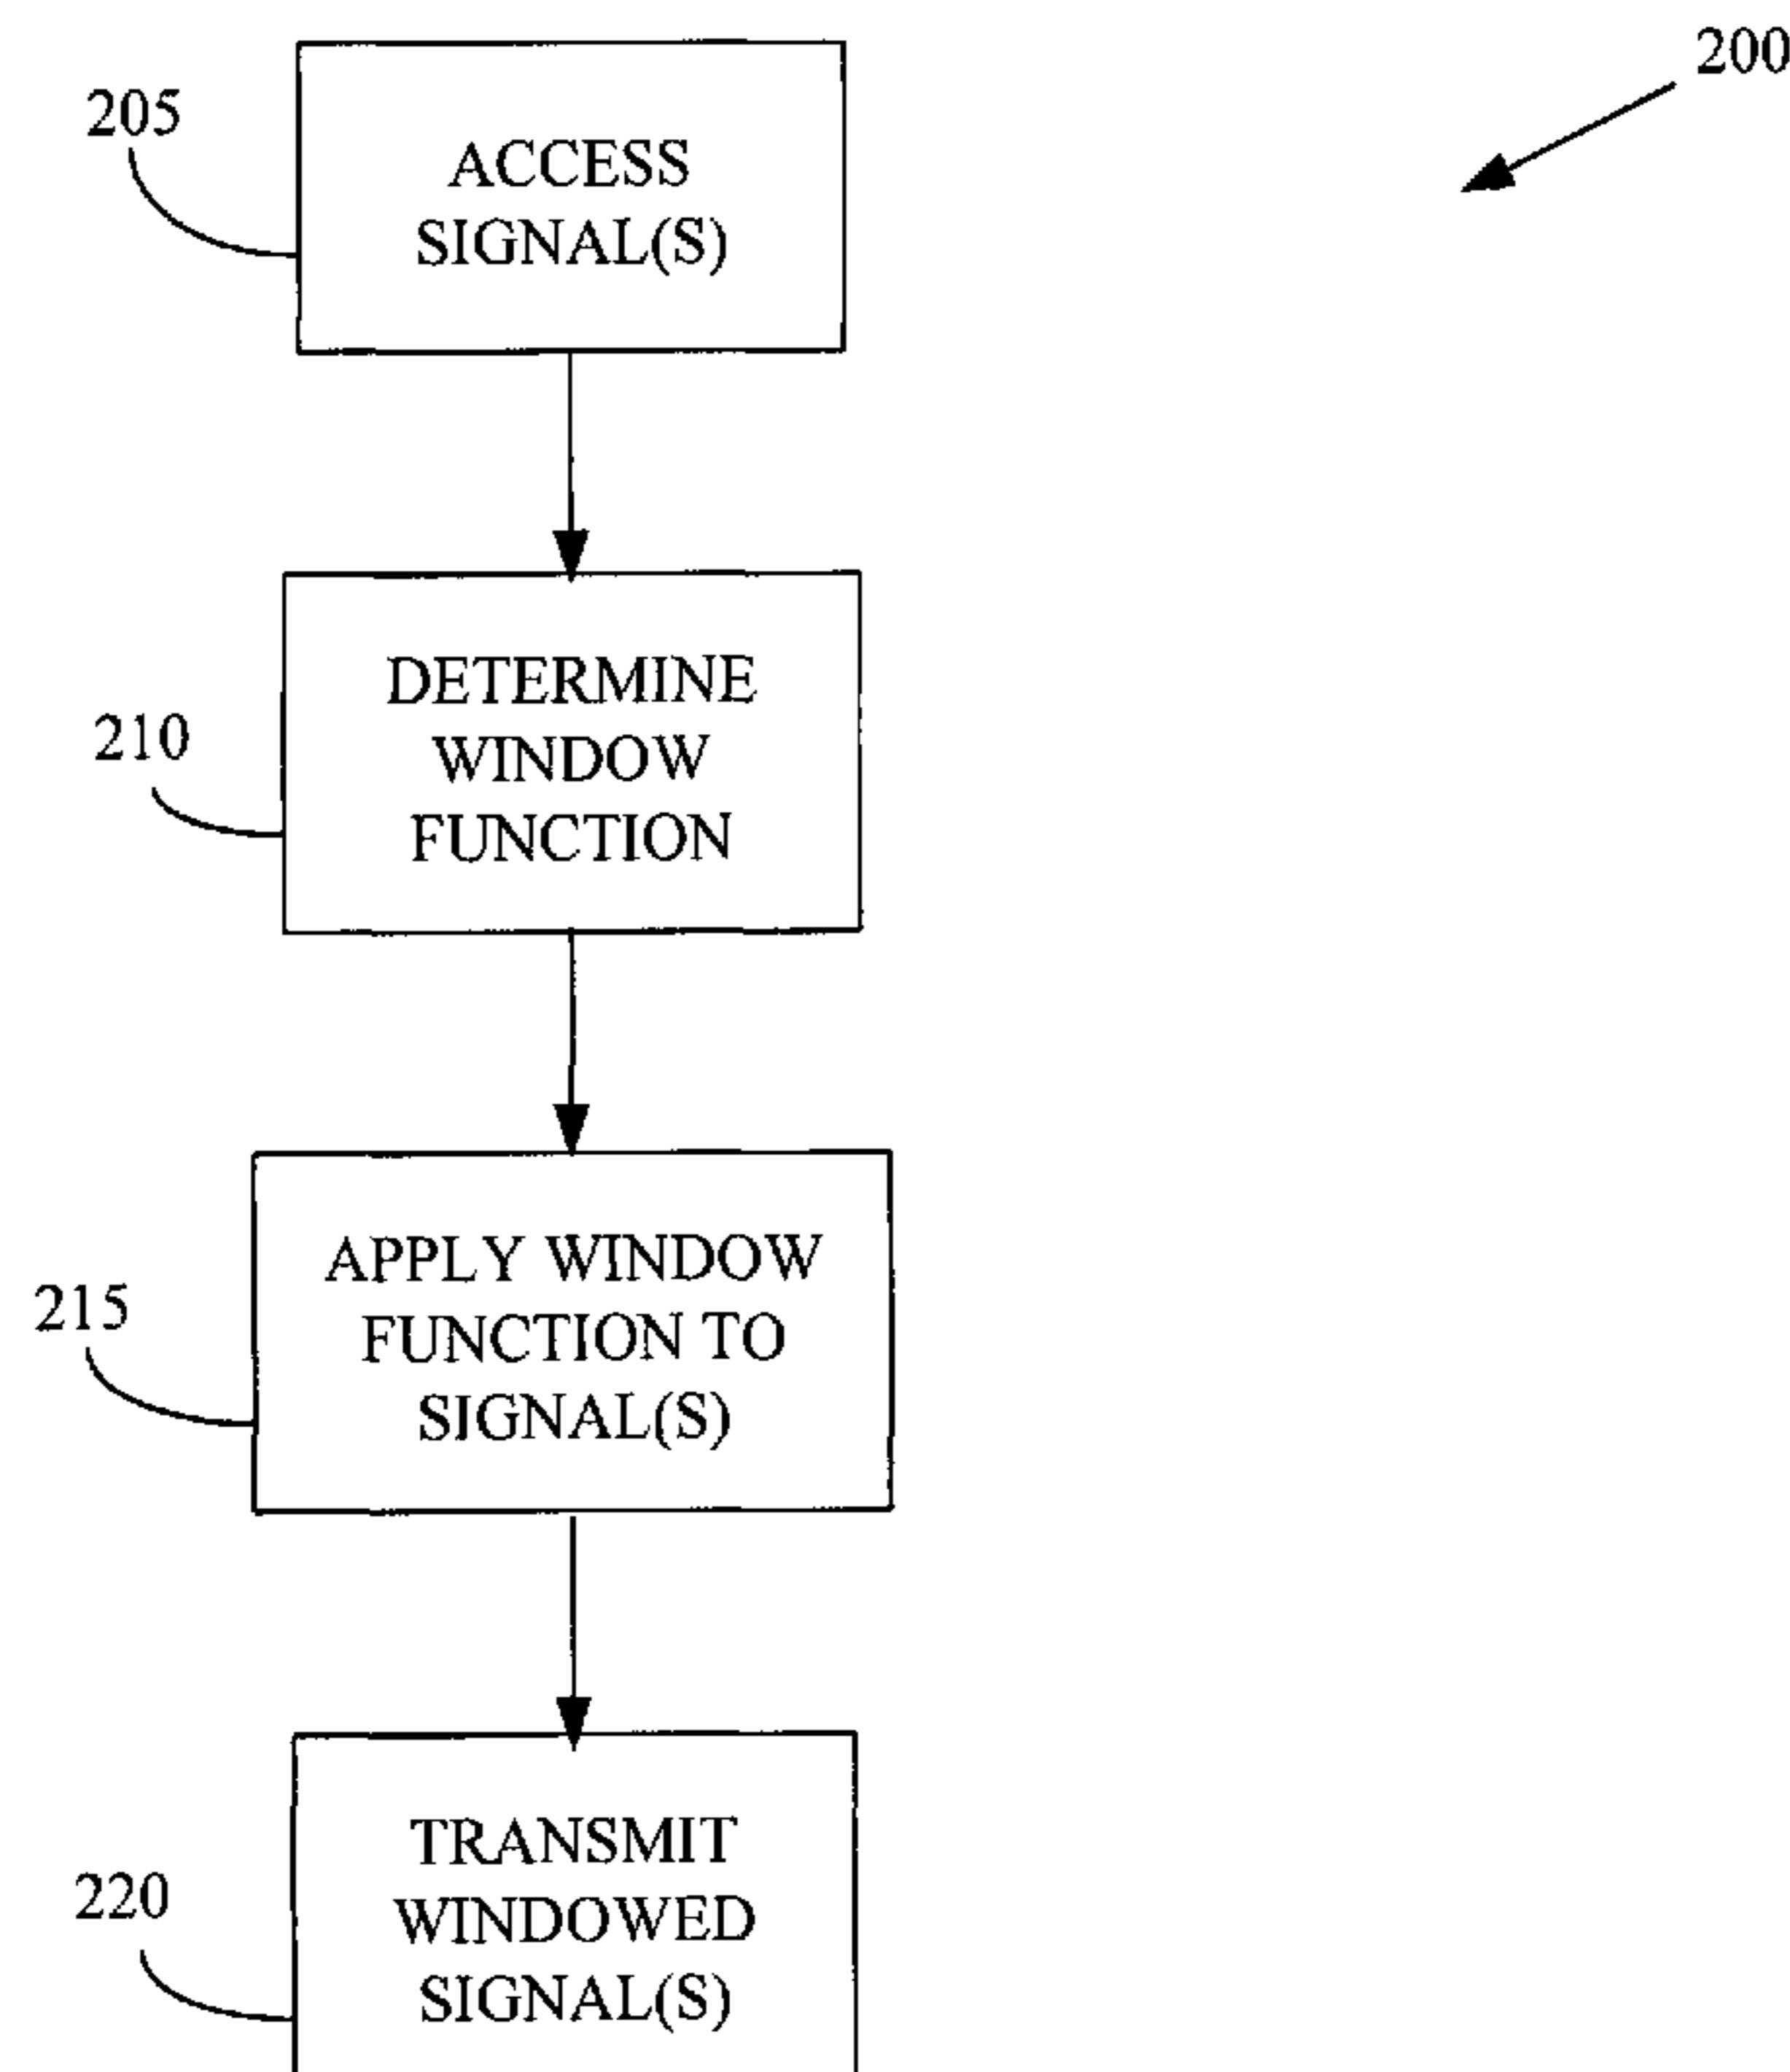 200
205
ACCESS
SIGNAL(S)
210
DETERMINE
WINDOW
FUNCTION
215
APPLY WINDOW
FUNCTION TO
SIGNAL(S)
220
TRANSMIT
WINDOWED
SIGNAL(S)